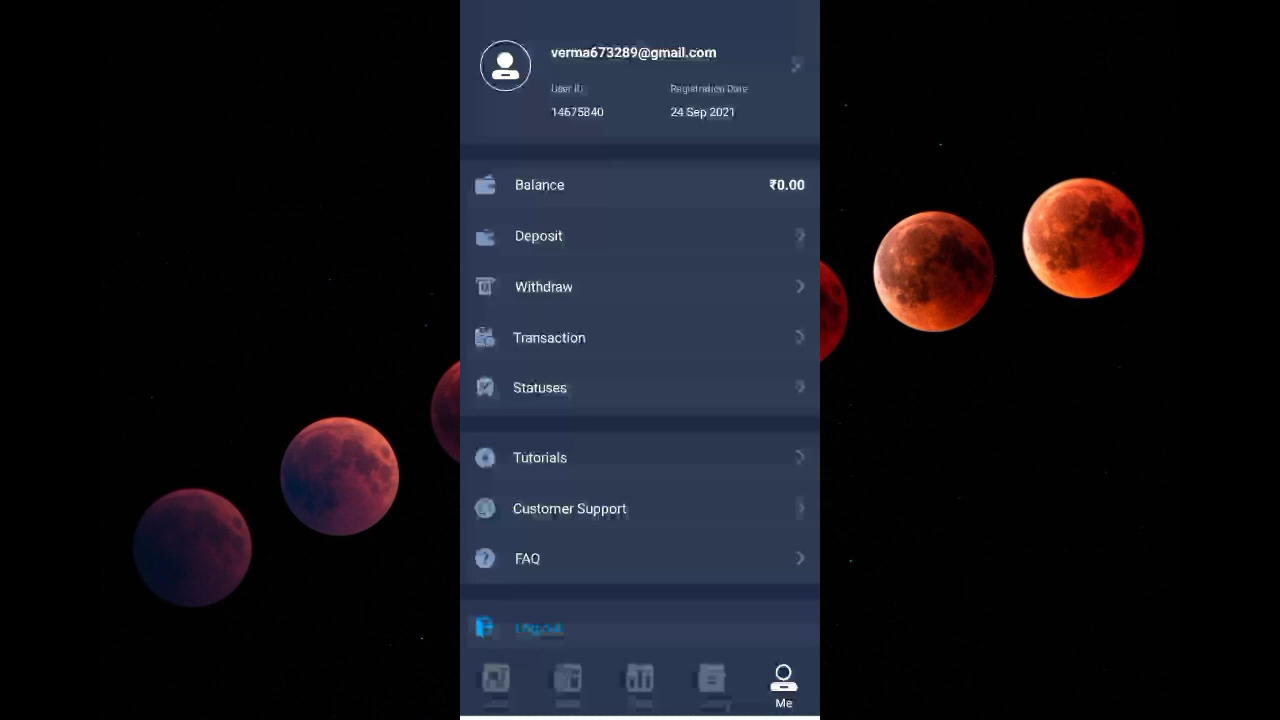 verma673289@gmail.com
User ID
Registration Date
14675840
24 Sep 2021
Balance
₹0.00
Deposit
Withdraw
Transaction
Statuses
Tutorials
Customer Support
FAQ
Logout
Me